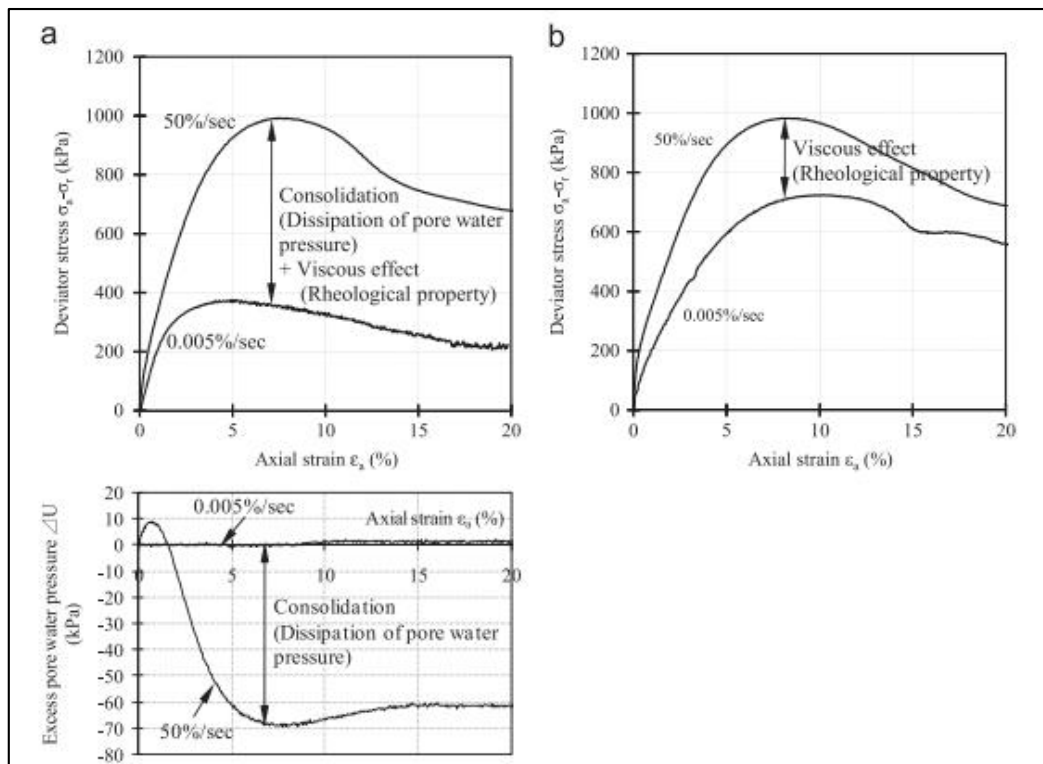 a
1200
1000
800
600
400
200
0
Deviator stress σa-σr (kPa)
50%/sec
Consolidation
(Dissipation of pore water
pressure)
+ Viscous effect
(Rheological property)
0.005%/sec
0
5
10
15
20
Axial strain εa (%)
b
1200
1000
800
600
400
200
0
Deviator stress σa-σr (kPa)
50%/sec
Viscous effect
(Rheological property)
0.005%/sec
0
5
10
15
20
Axial strain εa (%)
20
10
0
-10
-20
-30
-40
-50
-60
-70
-80
Excess pore water pressure △U
(kPa)
0.005%/sec
Axial strain εa (%)
0
5
10
15
20
Consolidation
(Dissipation of pore water
pressure)
50%/sec